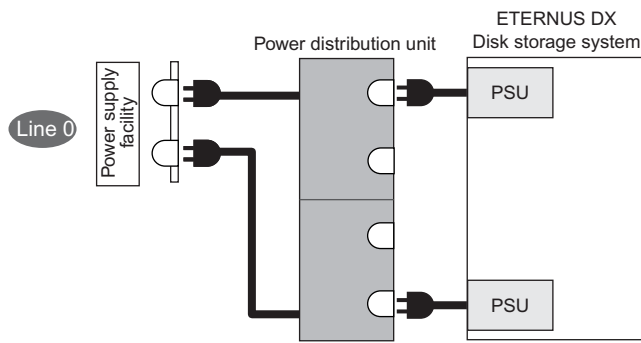 ETERNUS DX
Disk storage system
Power distribution unit
PSU
Line 0
Power supply
facility
PSU